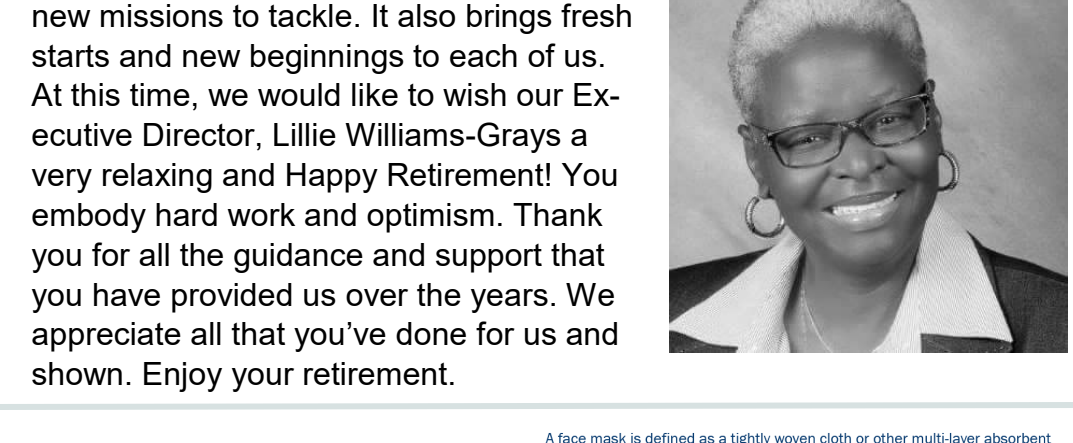 new missions to tackle. It also brings fresh
starts and new beginnings to each of us.
At this time, we would like to wish our Ex-
ecutive Director, Lillie Williams-Grays a
very relaxing and Happy Retirement! You
embody hard work and optimism. Thank
you for all the guidance and support that
you have provided us over the years. We
appreciate all that you’ve done for us and
shown. Enjoy your retirement.
A face mask is defined as a tightly woven cloth or other multi-layer absorbent